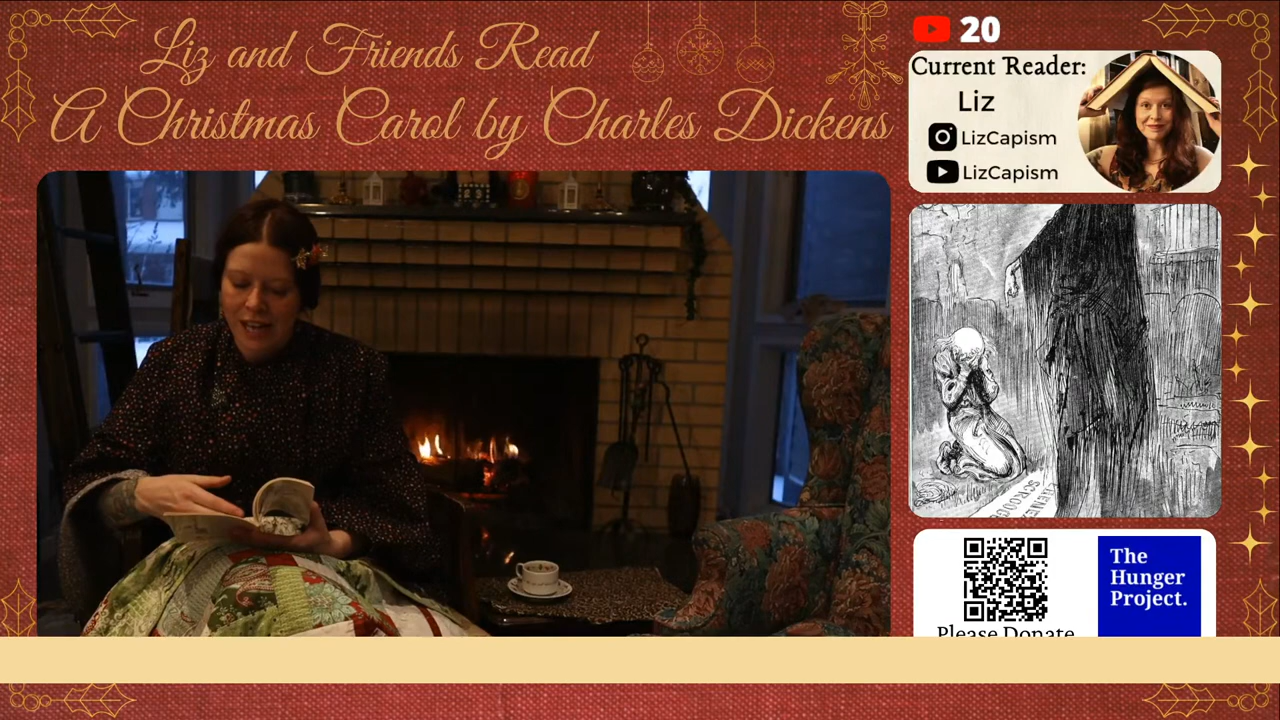 Liz and Friends Read
A Christmas Carol by Charles Dickens
20
Current Reader:
Liz
LizCapism
LizCapism
SCROOGE
The
Hunger
Project.
Please Donate